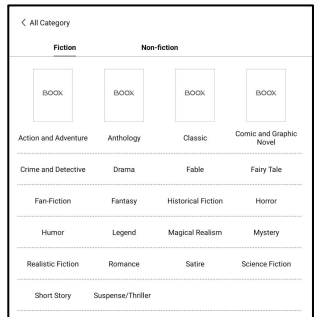 < All Category
Fiction Non-fiction
BOOX BOOX BOOX BOOX
Action and Adventure Anthology Classic Comic and Graphic
Novel
Crime and Detective Drama Fable Fairy Tale
Fan-Fiction Fantasy Historical Fiction Horror
Humor Legend Magical Realism Mystery
Realistic Fiction Romance Satire Science Fiction
Short Story Suspense/Thriller